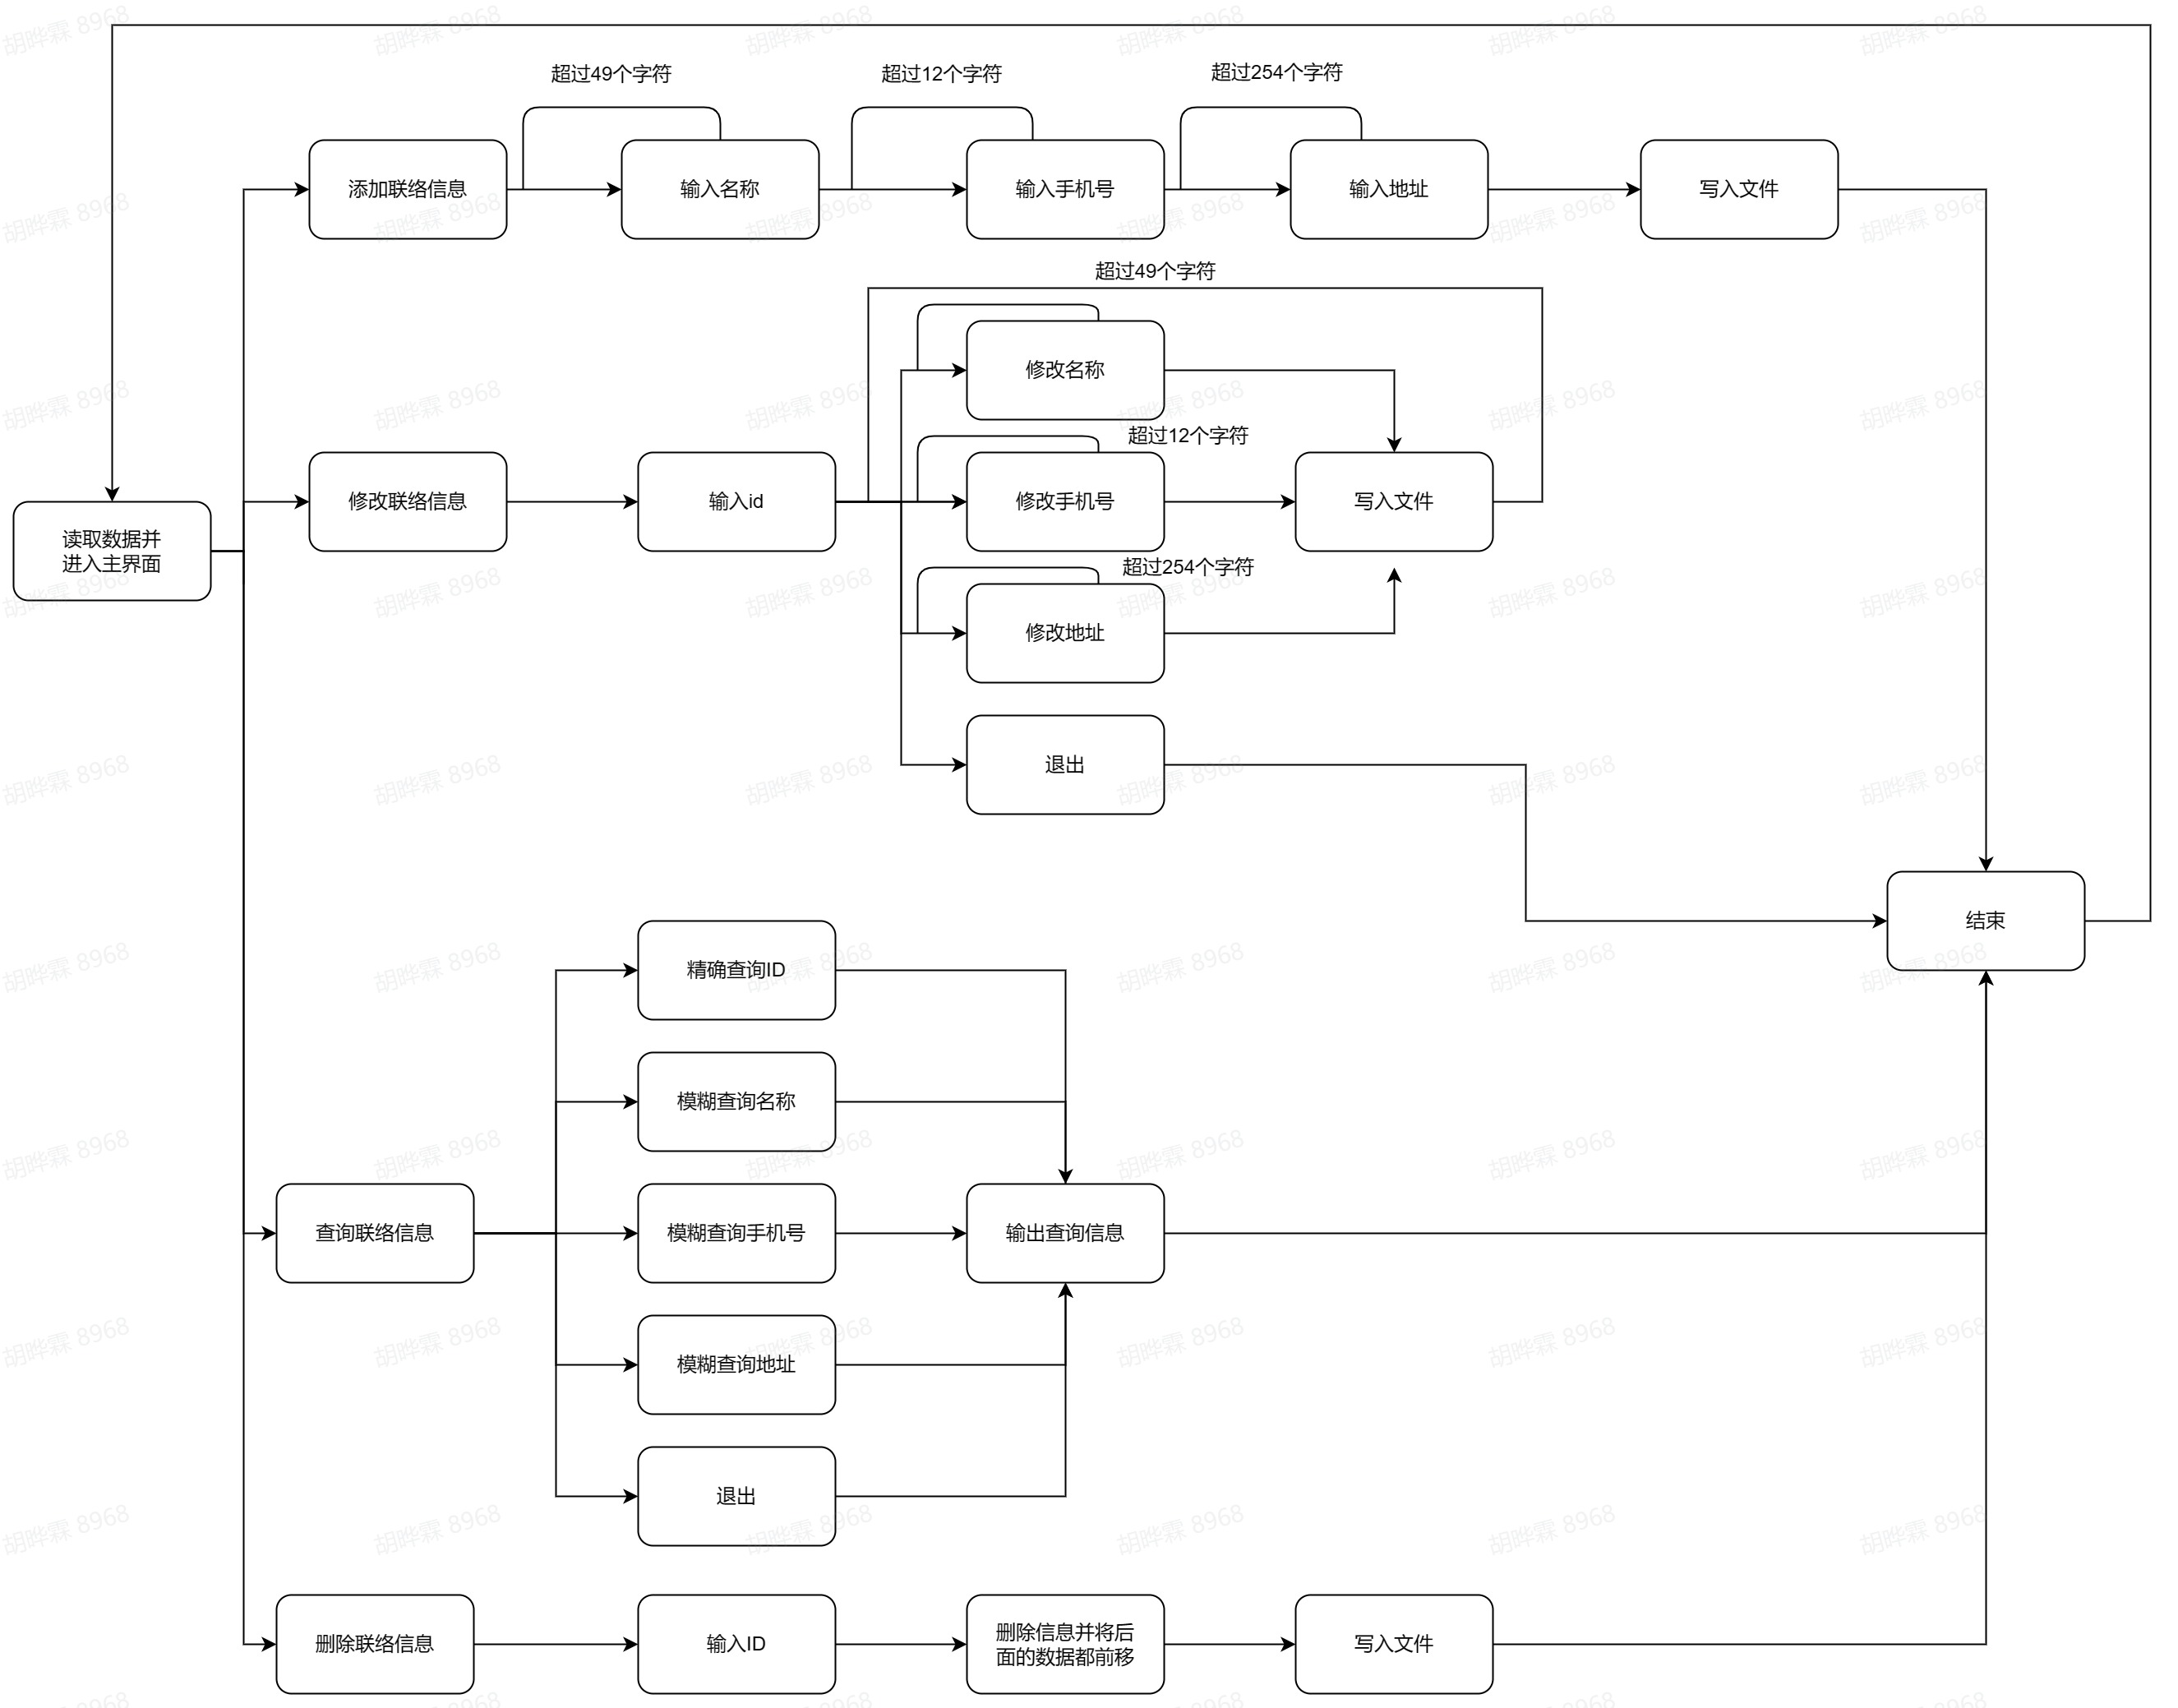 超过49个字符
超过12个字符
超过254个字符
添加联络信息
输入名称
输入手机号
输入地址
写入文件
超过49个字符
修改名称
超过12个字符
修改联络信息
输入id
修改手机号
写入文件
读取数据并
进入主界面
超过254个字符
修改地址
退出
结束
精确查询ID
模糊查询名称
查询联络信息
模糊查询手机号
输出查询信息
模糊查询地址
退出
删除联络信息
输入ID
删除信息并将后
面的数据都前移
写入文件
胡晔霖 8968